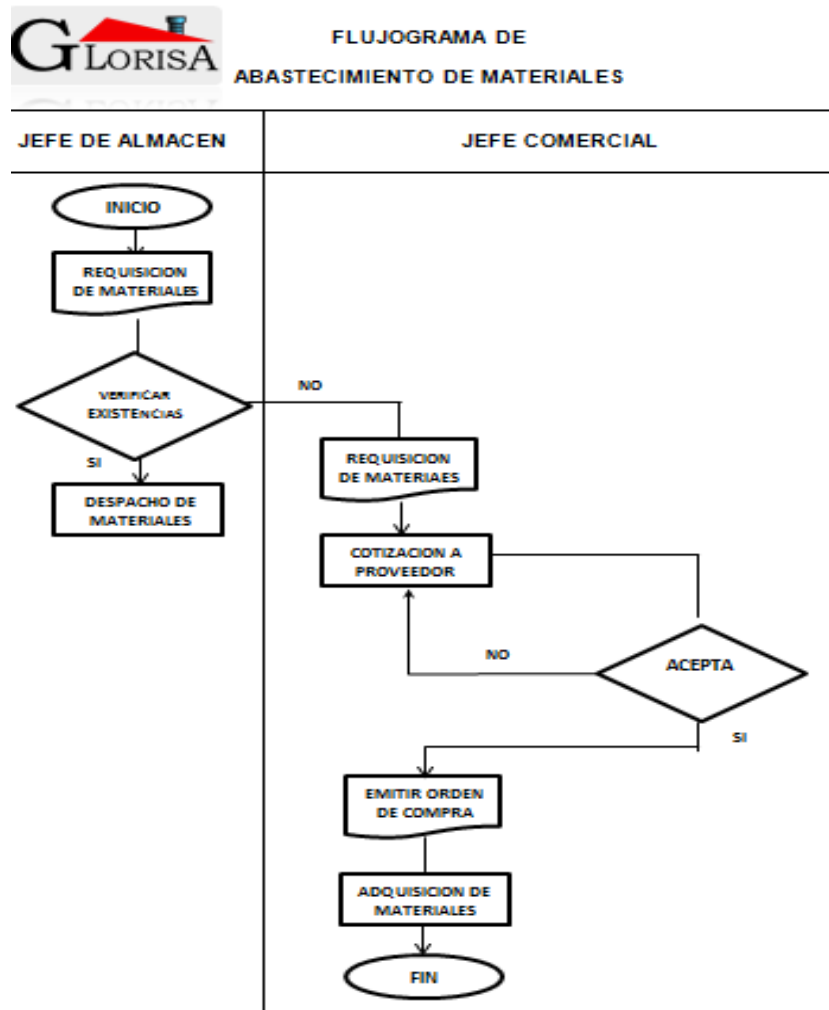 GLORISA
FLUJOGRAMA DE
ABASTECIMIENTO DE MATERIALES
JEFE DE ALMACEN
JEFE COMERCIAL
INICIO
REQUISICION
DE MATERIALES
VERIFICAR
EXISTENCIAS
NO
SI
DESPACHO DE
MATERIALES
REQUISICION
DE MATERIAES
COTIZACION A
PROVEEDOR
NO
ACEPTA
SI
EMITIR ORDEN
DE COMPRA
ADQUISICION DE
MATERIALES
FIN